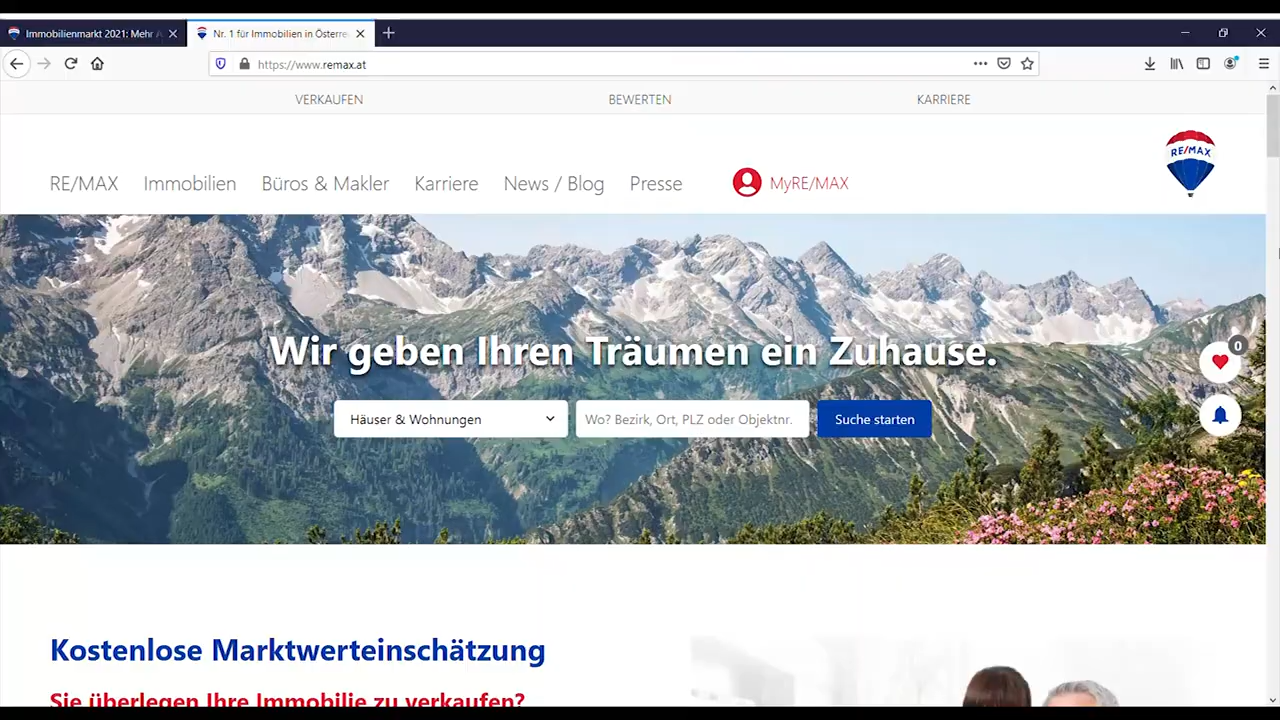 Immobilienmarkt 2021: Mehr A
Nr. 1 für Immobilien in Österre
https://www.remax.at
VERKAUFEN
BEWERTEN
KARRIERE
RE/MAX
RE/MAX
Immobilien
Büros & Makler
Karriere
News / Blog
Presse
MyRE/MAX
Wir geben Ihren Träumen ein Zuhause.
0
Häuser & Wohnungen
Wo? Bezirk, Ort, PLZ oder Objektnr.
Suche starten
Kostenlose Marktwerteinschätzung
Sie überlegen Ihre Immobilie zu verkaufen?